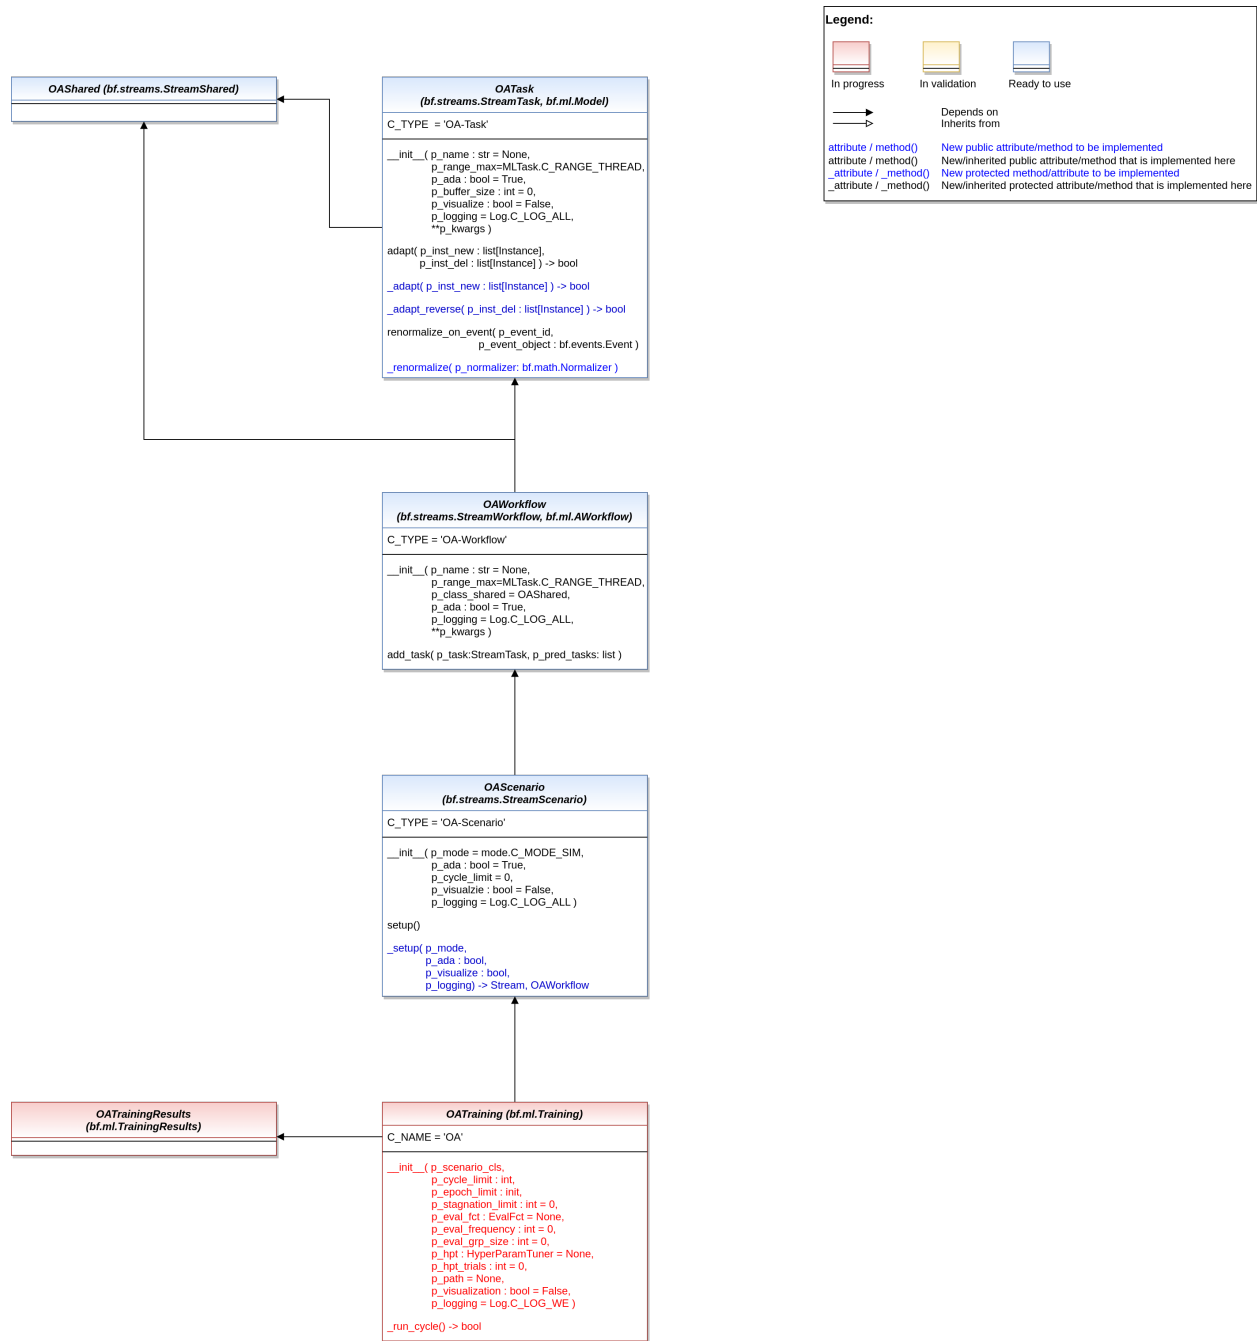 Legend:
In progress
In validation
Ready to use
Depends on
Inherits from
attribute / method() New public attribute/method to be implemented
attribute / method() New/inherited public attribute/method that is implemented here
_attribute / _method() New protected method/attribute to be implemented
_attribute / _method() New/inherited protected attribute/method that is implemented here
OAShared (bf.streams.StreamShared)
OATask
(bf.streams.StreamTask, bf.ml.Model)
C_TYPE = 'OA-Task'
__init__( p_name : str = None,
p_range_max=MLTask.C_RANGE_THREAD,
p_ada : bool = True,
p_buffer_size : int = 0,
p_visualize : bool = False,
p_logging = Log.C_LOG_ALL,
**p_kwargs )
adapt( p_inst_new : list[Instance],
p_inst_del : list[Instance] ) -> bool
_adapt( p_inst_new : list[Instance] ) -> bool
_adapt_reverse( p_inst_del : list[Instance] ) -> bool
renormalize_on_event( p_event_id,
p_event_object : bf.events.Event )
_renormalize( p_normalizer: bf.math.Normalizer )
OAWorkflow
(bf.streams.StreamWorkflow, bf.ml.AWorkflow)
C_TYPE = 'OA-Workflow'
__init__( p_name : str = None,
p_range_max=MLTask.C_RANGE_THREAD,
p_class_shared = OAShared,
p_ada : bool = True,
p_logging = Log.C_LOG_ALL,
**p_kwargs )
add_task( p_task:StreamTask, p_pred_tasks: list )
OAScenario
(bf.streams.StreamScenario)
C_TYPE = 'OA-Scenario'
__init__( p_mode = mode.C_MODE_SIM,
p_ada : bool = True,
p_cycle_limit = 0,
p_visualzie : bool = False,
p_logging = Log.C_LOG_ALL )
setup()
_setup( p_mode,
p_ada : bool,
p_visualize : bool,
p_logging) -> Stream, OAWorkflow
OATrainingResults
(bf.ml.TrainingResults)
OATraining (bf.ml.Training)
C_NAME = 'OA'
__init__( p_scenario_cls,
p_cycle_limit : int,
p_epoch_limit : init,
p_stagnation_limit : int = 0,
p_eval_fct : EvalFct = None,
p_eval_frequency : int = 0,
p_eval_grp_size : int = 0,
p_hpt : HyperParamTuner = None,
p_hpt_trials : int = 0,
p_path = None,
p_visualization : bool = False,
p_logging = Log.C_LOG_WE )
_run_cycle() -> bool